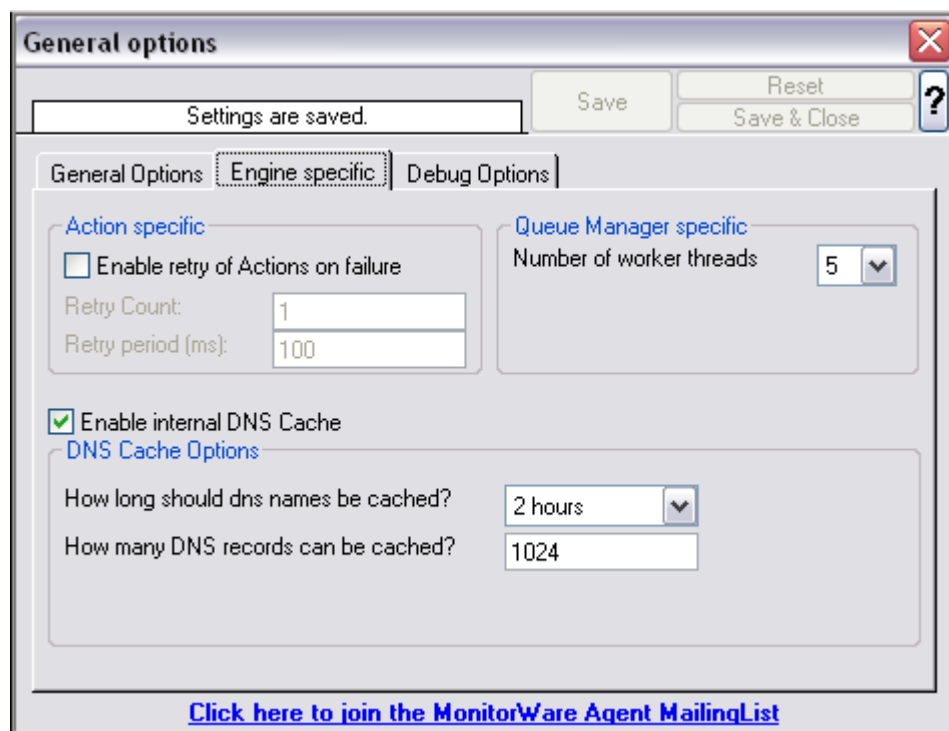 General options
Settings are saved.
Save
Reset
Save & Close
?
General Options
Engine specific
Debug Options
Action specific
Enable retry of Actions on failure
Retry Count:
1
Retry period (ms):
100
Queue Manager specific
Number of worker threads
5
Enable internal DNS Cache
DNS Cache Options
How long should dns names be cached?
2 hours
How many DNS records can be cached?
1024
Click here to join the MonitorWare Agent MailingList